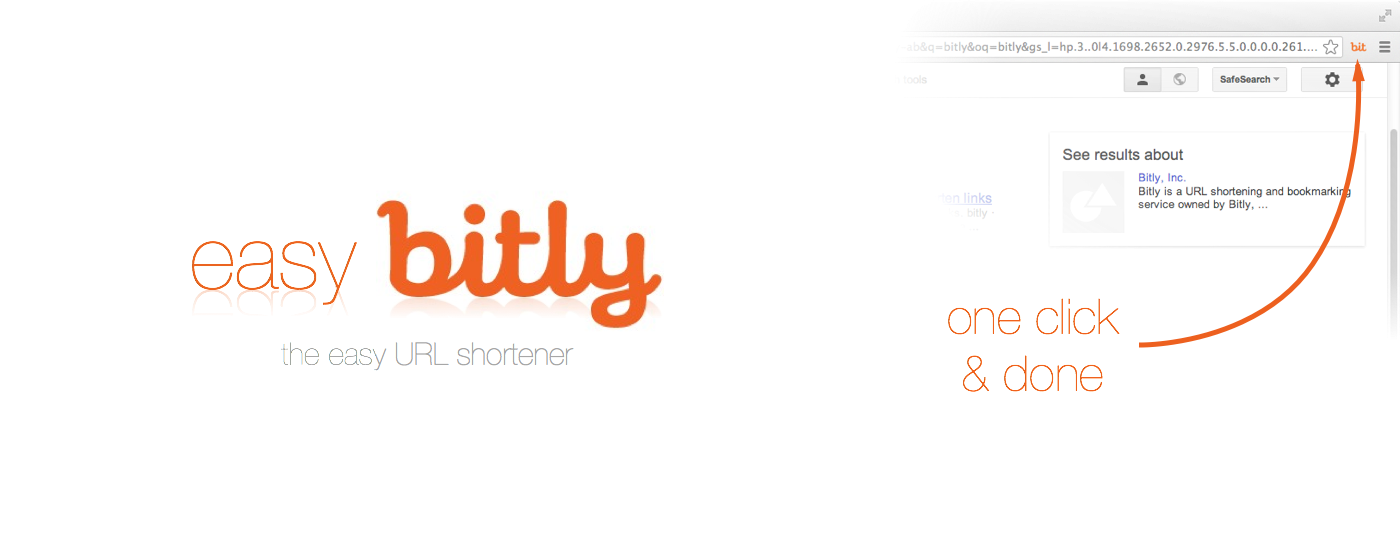 easy bitly
the easy URL shortener
ab&q=bitly&oq=bitly&gs_l=hp.3..0l4.1698.2652.0.2976.5.5.0.0.0.0.261....
bit
tools
SafeSearch
See results about
Bitly, Inc.
Bitly is a URL shortening and bookmarking
service owned by Bitly, ...
links
bitly -
one click
& done